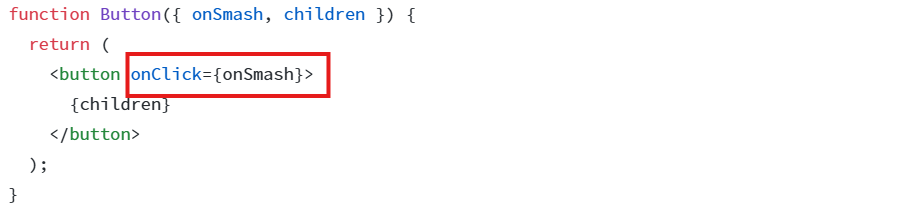 function Button({ onSmash, children }) {
  return (
    <button onClick={onSmash}>
      {children}
    </button>
  );
}